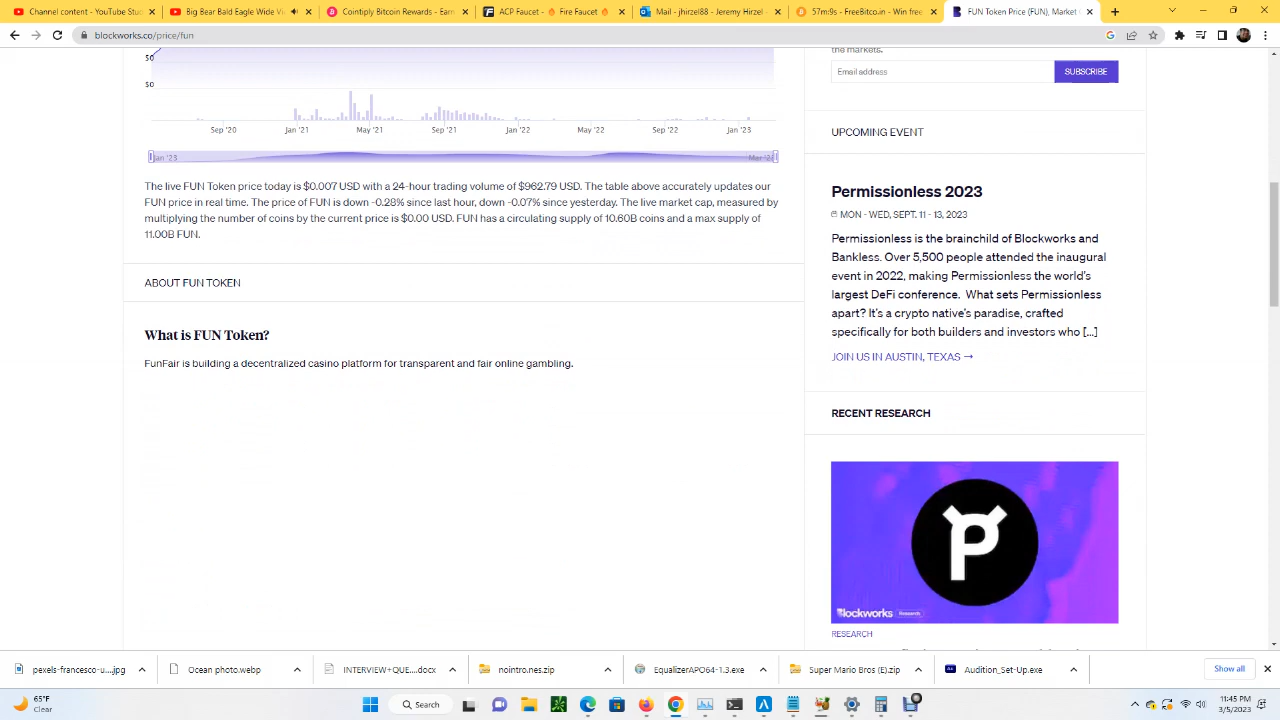 Channel content - YouTube Stud
Big Bear Bald Eagle Wide Vi
Cointiply Bitcoin Rewards - Earn
ACP Faucet - Fire Faucet
Mail - jhirzel88 - Jeremy Hirzel
57m9s - FreeBitco.in - Win free
FUN Token Price (FUN), Market
blockworks.co/price/fun
$0
$0
Sep '20 Jan '21 May '21 Sep '21 Jan '22 May '22 Sep '22 Jan '23
Jan '23
The live FUN Token price today is $0.007 USD with a 24-hour trading volume of $962.79 USD. The table above accurately updates our
FUN price in real time. The price of FUN is down -0.28% since last hour, down -0.07% since yesterday. The live market cap, measured by
multiplying the number of coins by the current price is $0.00 USD. FUN has a circulating supply of 10.60B coins and a max supply of
11.00B FUN.
ABOUT FUN TOKEN
What is FUN Token?
FunFair is building a decentralized casino platform for transparent and fair online gambling.
the markets.
Email address
SUBSCRIBE
UPCOMING EVENT
Permissionless 2023
MON - WED, SEPT. 11 - 13, 2023
Permissionless is the brainchild of Blockworks and
Bankless. Over 5,500 people attended the inaugural
event in 2022, making Permissionless the world's
largest DeFi conference. What sets Permissionless
apart? It's a crypto native's paradise, crafted
specifically for both builders and investors who [...]
JOIN US IN AUSTIN, TEXAS →
RECENT RESEARCH
P
Blockworks Research
RESEARCH
pexels-francesco-u....jpg
Ocean photo.webp
INTERVIEW+QUE....docx
nointro.nes.zip
EqualizerAPO64-1.3.exe
Super Mario Bros (E).zip
Audition_Set-Up.exe
Show all
65°F
Clear
Search
11:45 PM
3/5/2023